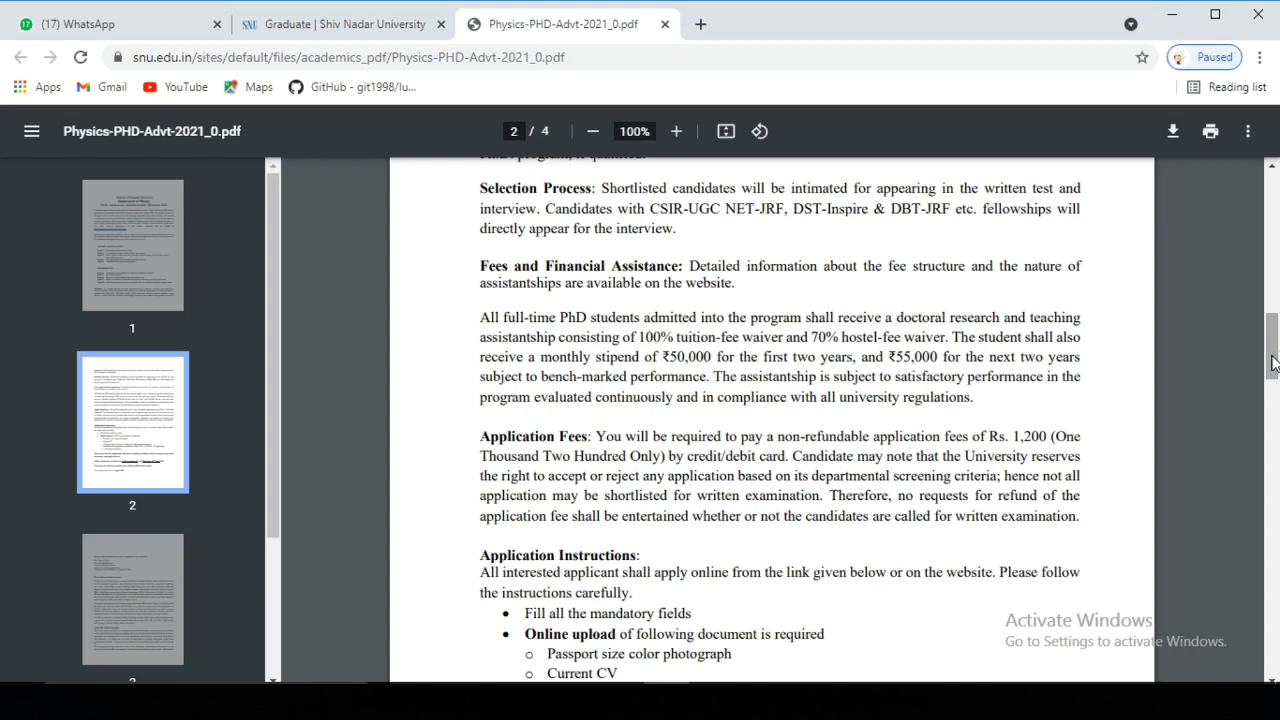 (17) WhatsApp
SNU Graduate | Shiv Nadar University
Physics-PHD-Advt-2021_0.pdf
snu.edu.in/sites/default/files/academics_pdf/Physics-PHD-Advt-2021_0.pdf
Paused
Apps
Gmail
YouTube
Maps
GitHub - git1998/lu...
Reading list
Physics-PHD-Advt-2021_0.pdf
2 / 4
100%
1
2
Selection Process: Shortlisted candidates will be intimated for appearing in the written test and
interview. Candidates with CSIR-UGC NET-JRF, DST-Inspire & DBT-JRF etc. fellowships will
directly appear for the interview.
Fees and Financial Assistance: Detailed information about the fee structure and the nature of
assistantships are available on the website.
All full-time PhD students admitted into the program shall receive a doctoral research and teaching
assistantship consisting of 100% tuition-fee waiver and 70% hostel-fee waiver. The student shall also
receive a monthly stipend of ₹50,000 for the first two years, and ₹55,000 for the next two years
subject to bench-marked performance. The assistantship is subject to satisfactory performance in the
program evaluated continuously and in compliance with all university regulations.
Application Fees: You will be required to pay a non-refundable application fees of Rs. 1,200 (One
Thousand Two Hundred Only) by credit/debit card. Candidate may note that the University reserves
the right to accept or reject any application based on its departmental screening criteria; hence not all
application may be shortlisted for written examination. Therefore, no requests for refund of the
application fee shall be entertained whether or not the candidates are called for written examination.
Application Instructions:
All interested applicant shall apply online from the link given below or on the website. Please follow
the instructions carefully.
• Fill all the mandatory fields
• Online upload of following document is required
o Passport size color photograph
o Current CV
Activate Windows
Go to Settings to activate Windows.